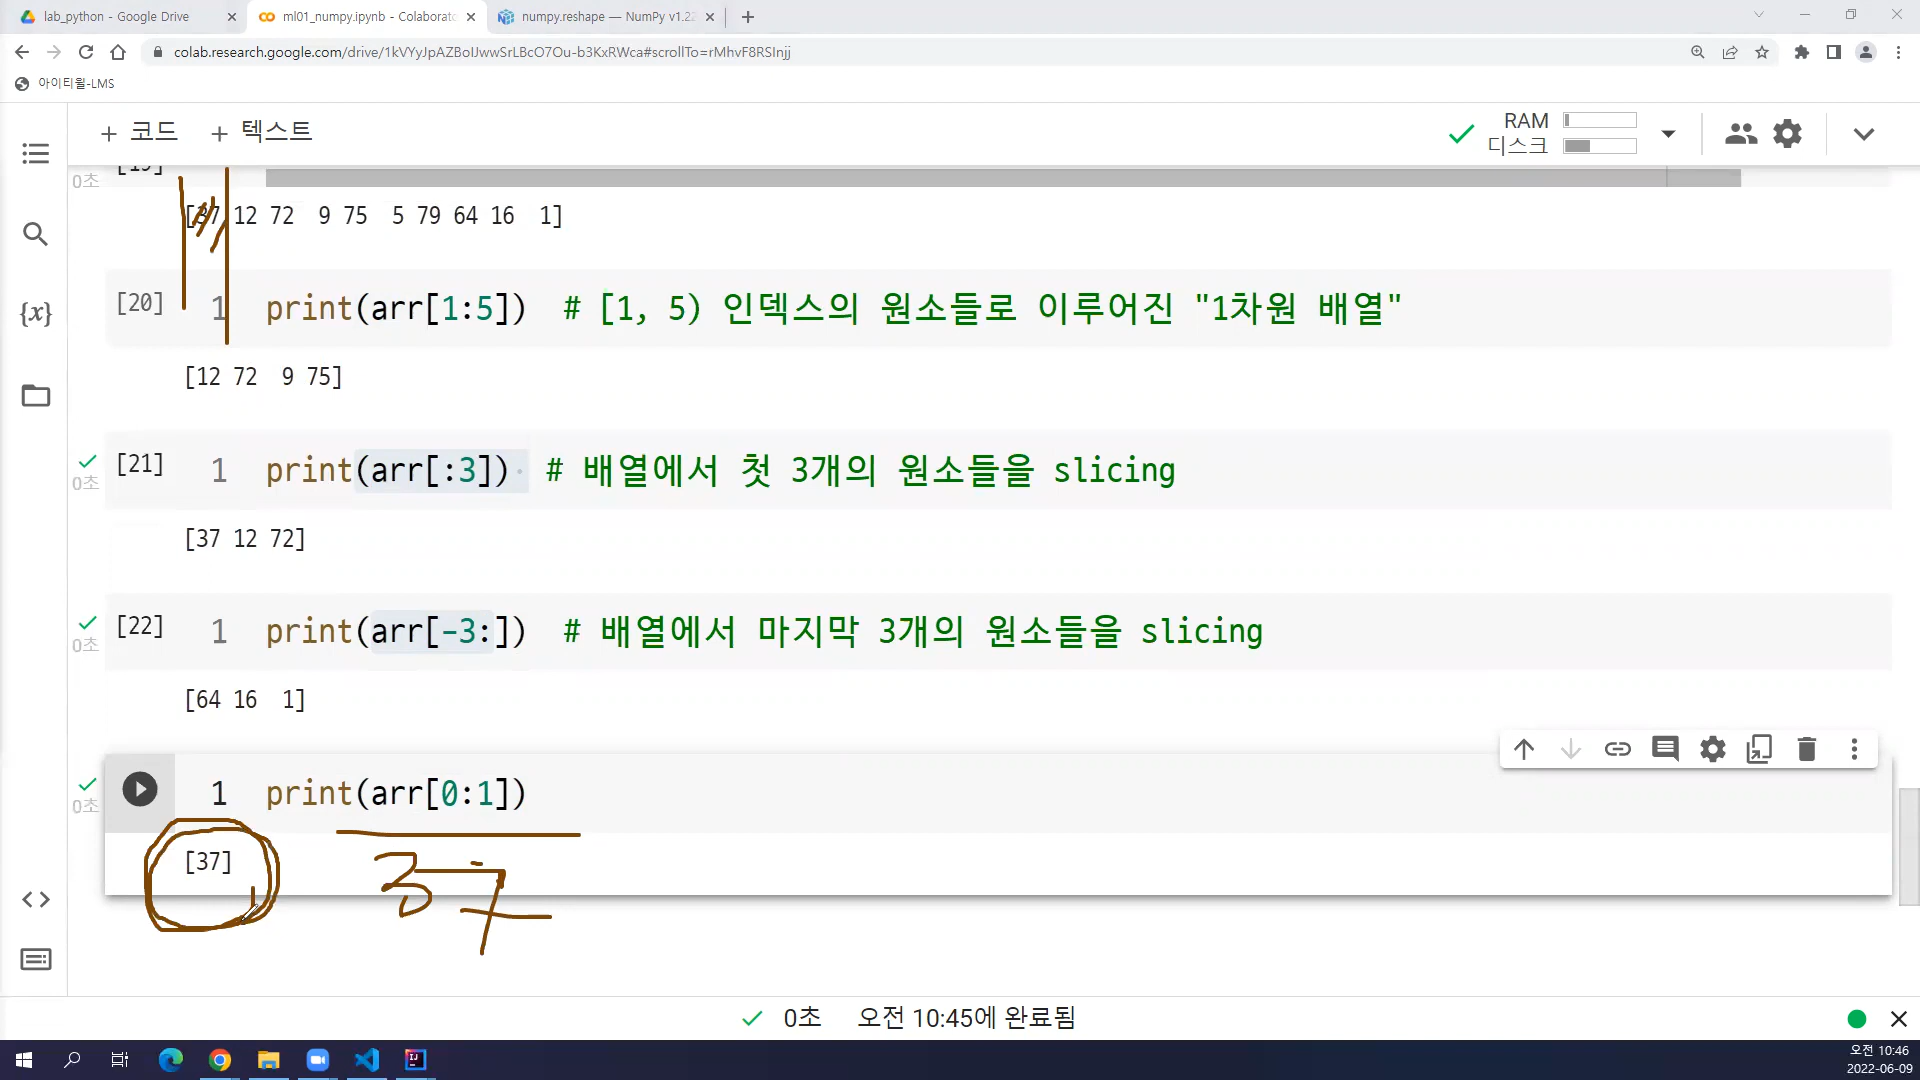 lab_python - Google Drive
ml01_numpy.ipynb - Colaborato
numpy.reshape — NumPy v1.22
colab.research.google.com/drive/1kVYyJpAZBoIJwwSrLBcO7Ou-b3KxRWca#scrollTo=rMhvF8RSInjj
아이티윌-LMS
+ 코드 + 텍스트
RAM
디스크
0초 [19]
[37 12 72  9 75  5 79 64 16  1]
[20] 1 print(arr[1:5])  # [1, 5) 인덱스의 원소들로 이루어진 "1차원 배열"
[12 72  9 75]
[21] 1 print(arr[:3])  # 배열에서 첫 3개의 원소들을 slicing
0초
[37 12 72]
[22] 1 print(arr[-3:])  # 배열에서 마지막 3개의 원소들을 slicing
0초
[64 16  1]
1 print(arr[0:1])
0초
[37]
37
0초 오전 10:45에 완료됨
오전 10:46
2022-06-09